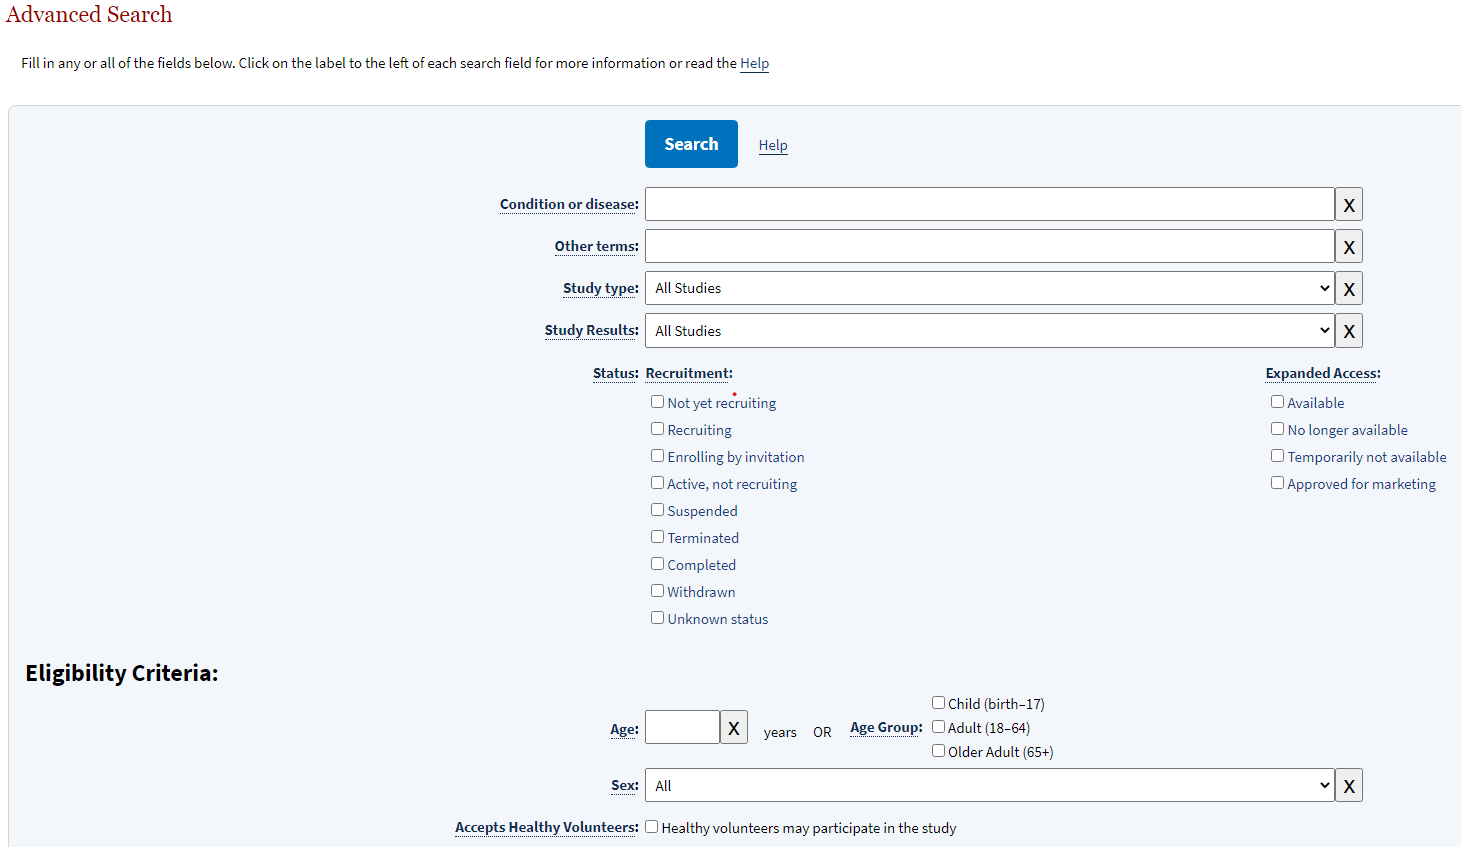 Advanced Search
Fill in any or all of the fields below. Click on the label to the left of each search field for more information or read the Help
Search Help
Condition or disease: X
Other terms: X
Study type: All Studies X
Study Results: All Studies X
Status: Recruitment: Expanded Access:
Not yet recruiting Available
Recruiting No longer available
Enrolling by invitation Temporarily not available
Active, not recruiting Approved for marketing
Suspended
Terminated
Completed
Withdrawn
Unknown status
Eligibility Criteria:
Child (birth–17)
Age: X years OR Age Group: Adult (18–64)
Older Adult (65+)
Sex: All X
Accepts Healthy Volunteers: Healthy volunteers may participate in the study